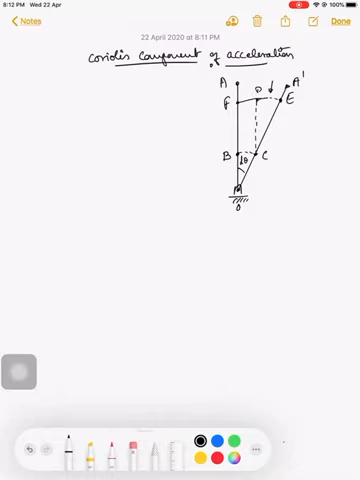 8:12 PM Wed 22 Apr
Notes
Done
22 April 2020 at 8:11 PM
coriolis component of acceleration
A
A'
F
D
E
B
dθ
C
O